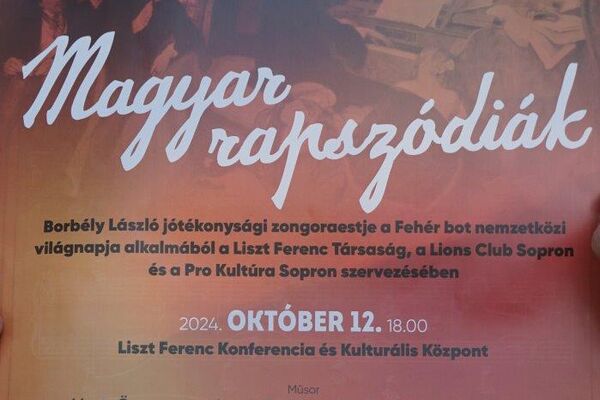 Magyar
rapszódiák
Borbély László jótékonysági zongoraestje a Fehér bot nemzetközi
világnapja alkalmából a Liszt Ferenc Társaság, a Lions Club Sopron
és a Pro Kultúra Sopron szervezésében
2024. OKTÓBER 12. 18.00
Liszt Ferenc Konferencia és Kulturális Központ
Műsor